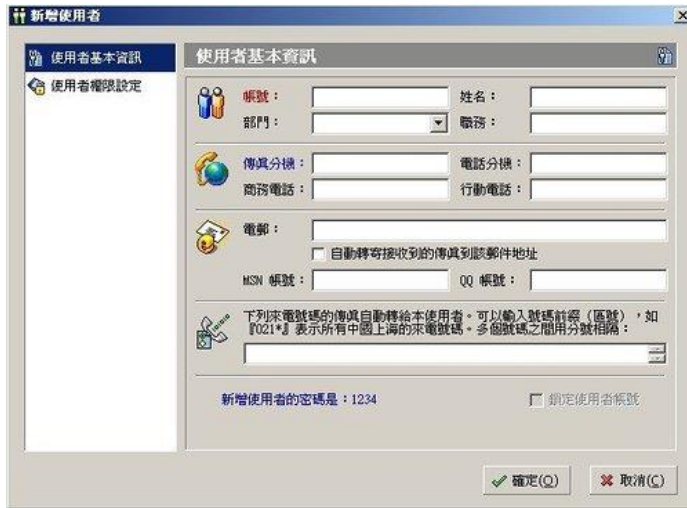 新增使用者
使用者基本資訊
使用者權限設定
使用者基本資訊
帳號： 姓名：
部門： 職務：
傳真分機： 電話分機：
商務電話： 行動電話：
電郵：
自動轉寄接收到的傳真到該郵件地址
MSN 帳號： QQ 帳號：
下列來電號碼的傳真自動轉給本使用者。可以輸入號碼前綴（區號），如
『021*』表示所有中國上海的來電號碼。多個號碼之間用分號相隔：
新增使用者的密碼是：1234 鎖定使用者帳號
確定(O) 取消(C)